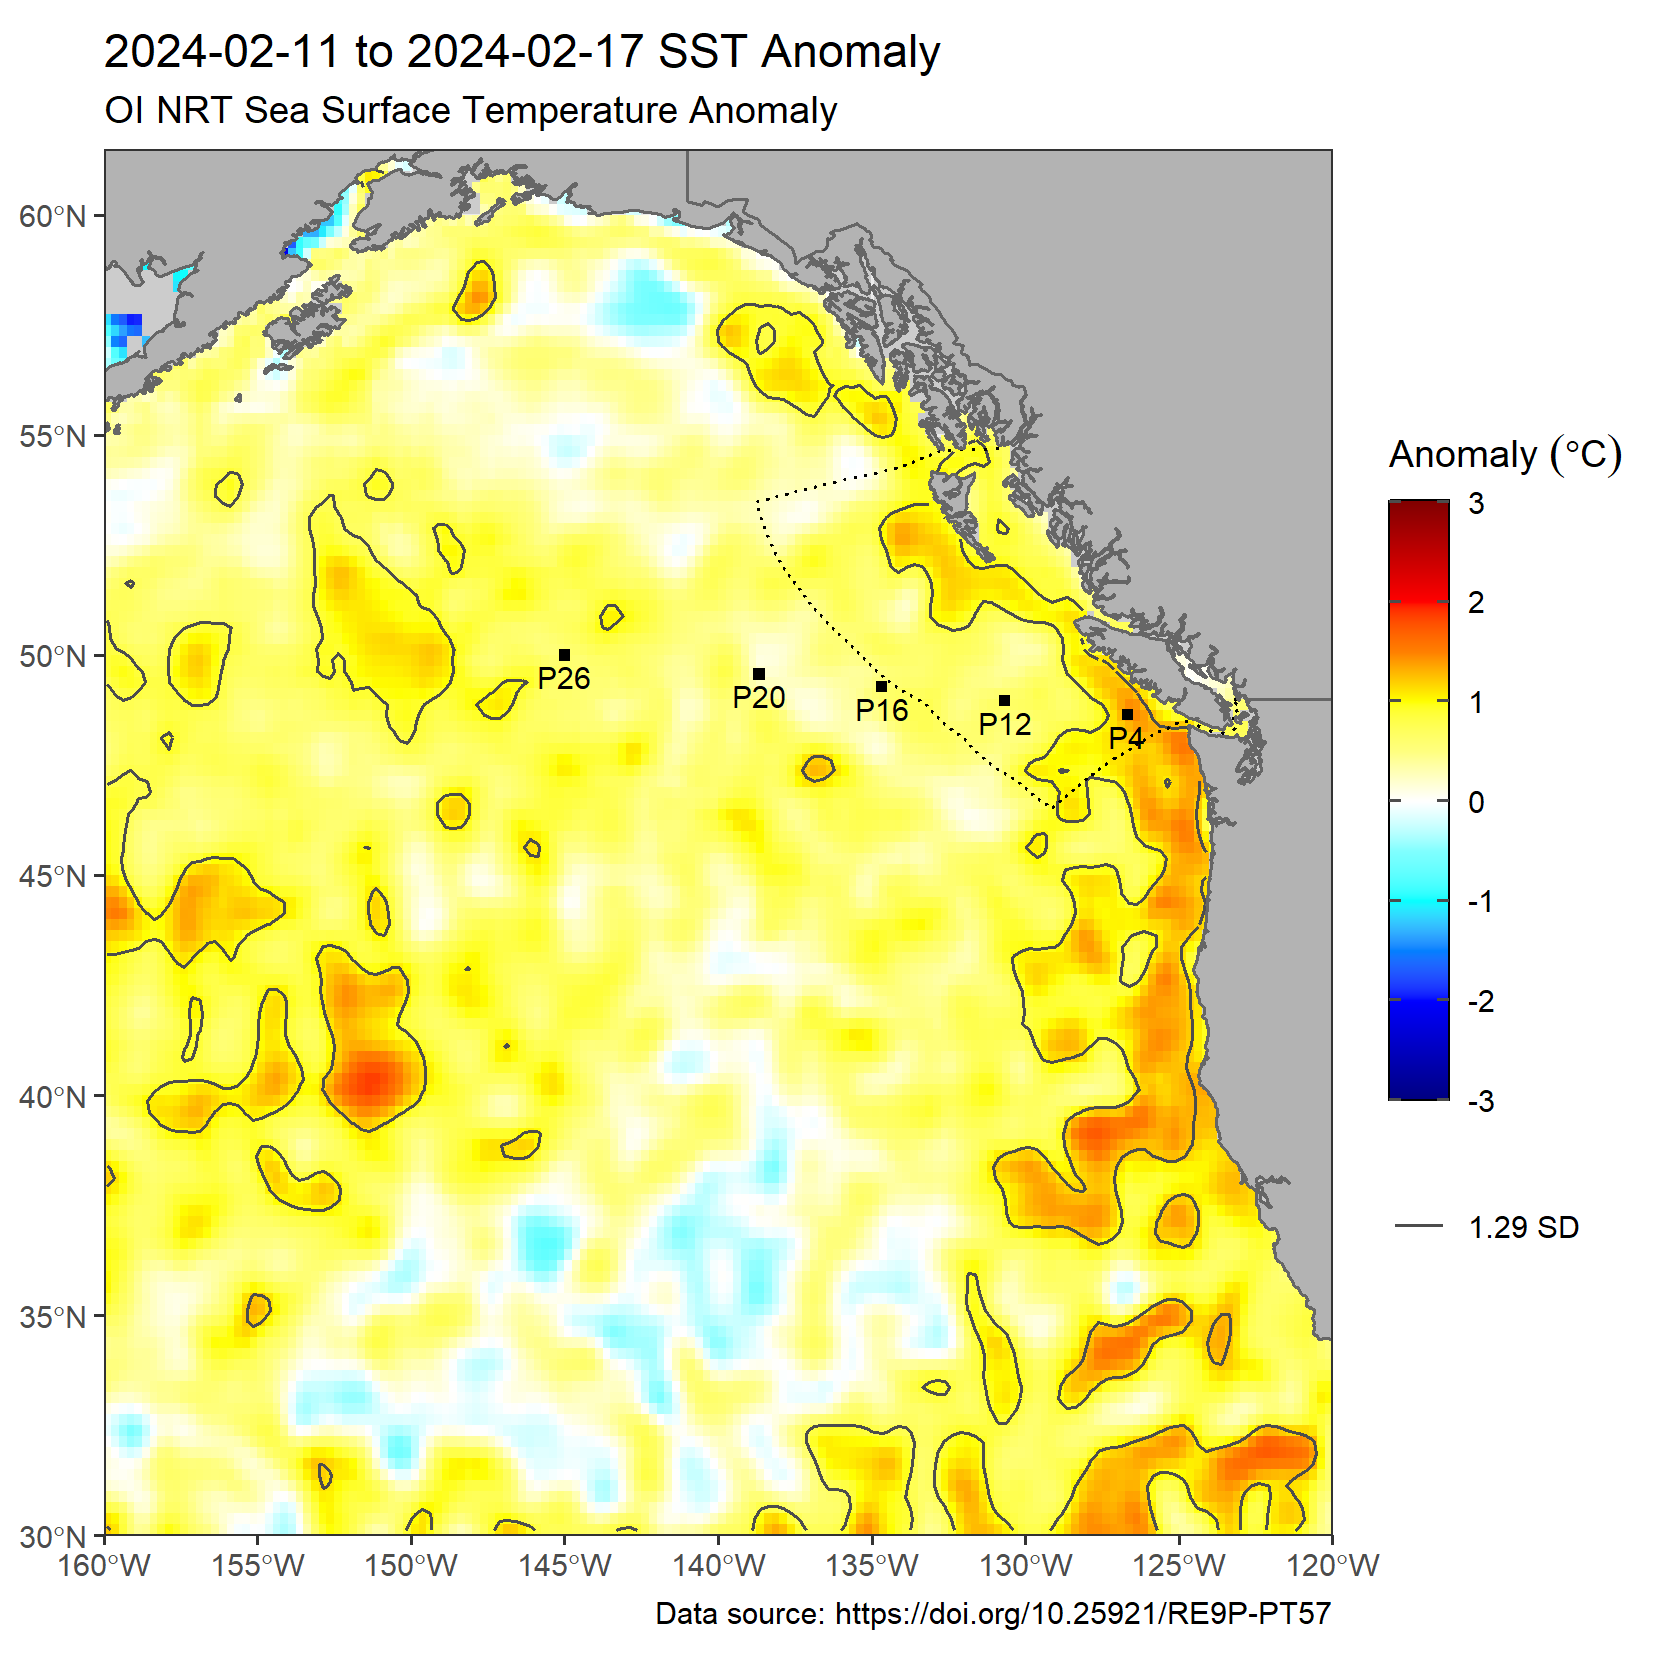 2024-02-11 to 2024-02-17 SST Anomaly
OI NRT Sea Surface Temperature Anomaly
60°N
55°N
50°N
45°N
40°N
35°N
30°N
P26
P20
P16
P12
P4
160°W
155°W
150°W
145°W
140°W
135°W
130°W
125°W
120°W
Anomaly (°C)
3
2
1
0
-1
-2
-3
1.29 SD
Data source: https://doi.org/10.25921/RE9P-PT57